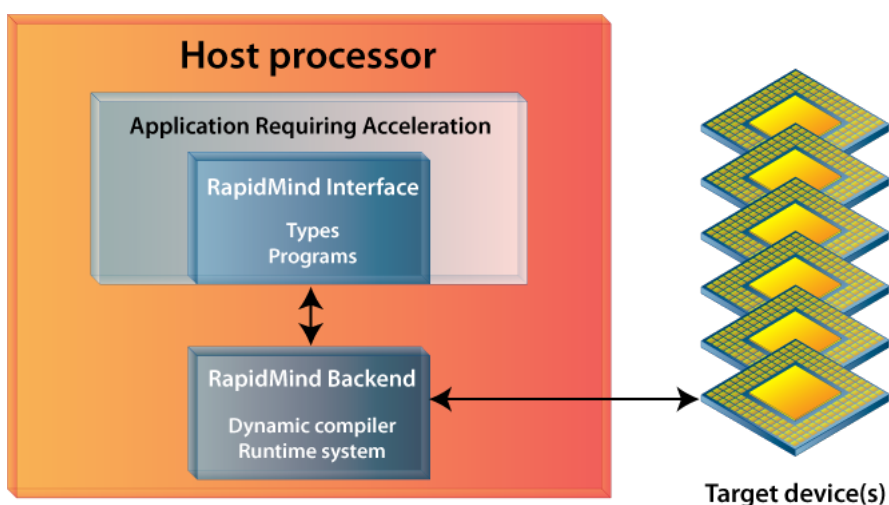 Host processor
Application Requiring Acceleration
RapidMind Interface
Types
Programs
RapidMind Backend
Dynamic compiler
Runtime system
Target device(s)